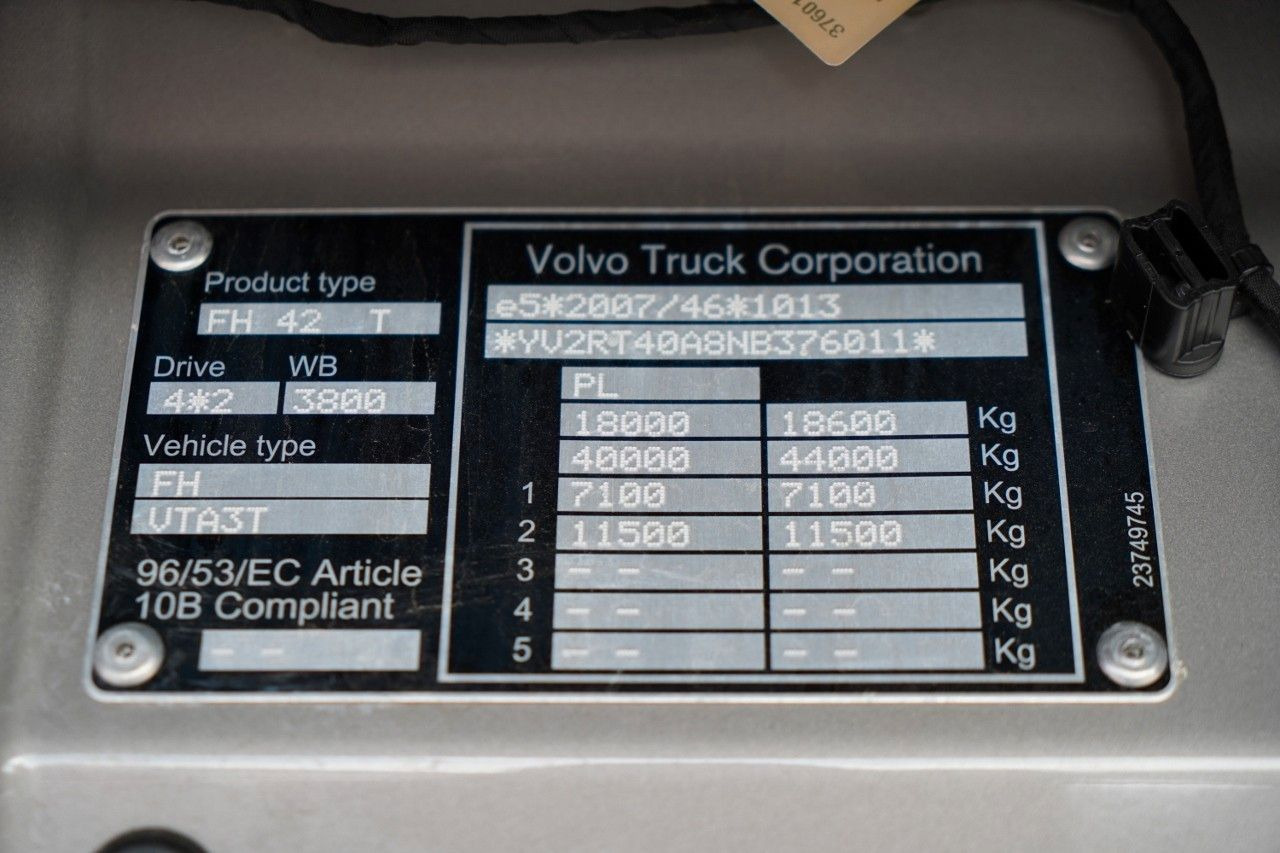 37601
Product type
FH 42 T
Drive WB
4*2 3800
Vehicle type
FH
VTA3T
96/53/EC Article
10B Compliant
- -
Volvo Truck Corporation
e5*2007/46*1013
*YV2RT40A8NB376011*
PL
18000 18600 Kg
40000 44000 Kg
1 7100 7100 Kg
2 11500 11500 Kg
3 - - - - Kg
4 - - - - Kg
5 - - - - Kg
23749745